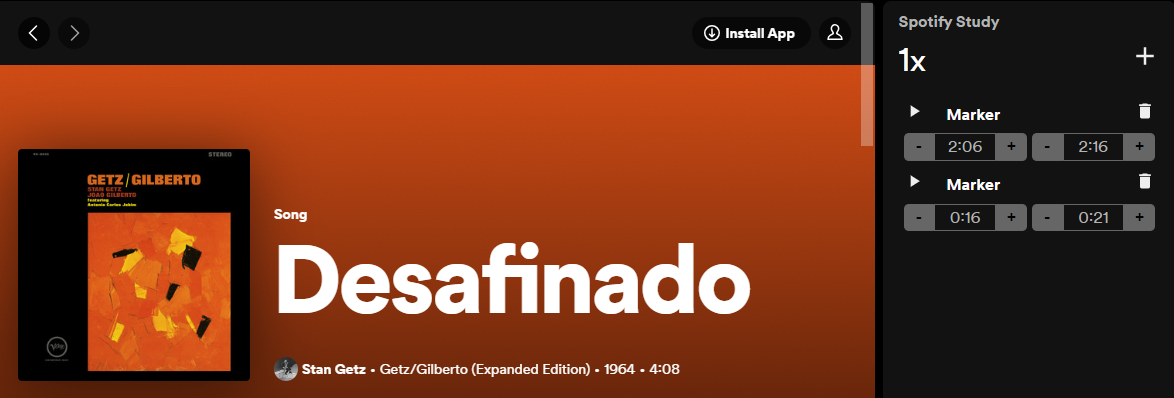 Install App
GETZ/GILBERTO
STAN GETZ
JOAO GILBERTO
featuring
Antonio Carlos Jobim
STEREO
Song
Desafinado
Stan Getz • Getz/Gilberto (Expanded Edition) • 1964 • 4:08
Spotify Study
1x +
Marker
- 2:06 + - 2:16 +
Marker
- 0:16 + - 0:21 +